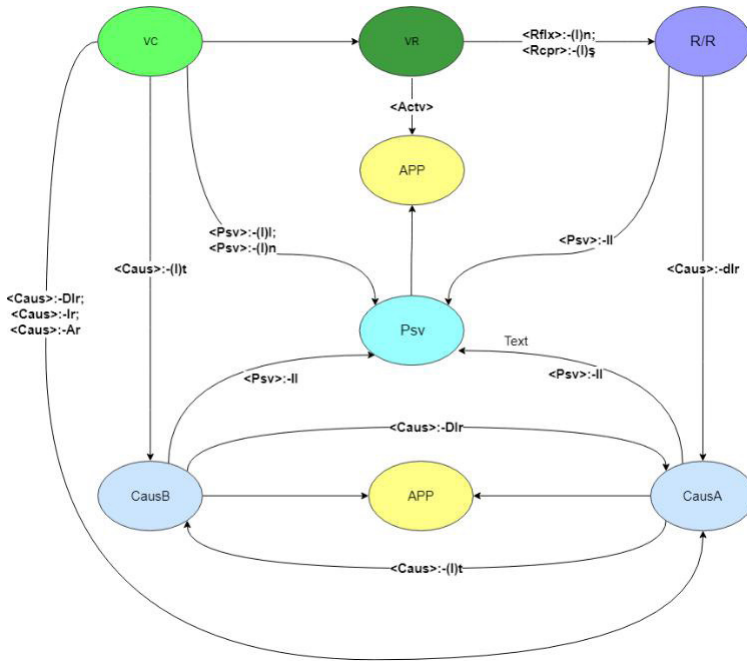 VC
VR
<Rflx>:-(I)n;
<Rcpr>:-(I)ş
R/R
<Actv>
APP
<Psv>:-(I)l;
<Psv>:-(I)n
<Psv>:-Il
<Caus>:-(I)t
<Caus>:-dIr
<Caus>:-DIr;
<Caus>:-Ir;
<Caus>:-Ar
Psv
Text
<Psv>:-Il
<Psv>:-Il
<Caus>:-DIr
CausB
APP
CausA
<Caus>:-(I)t